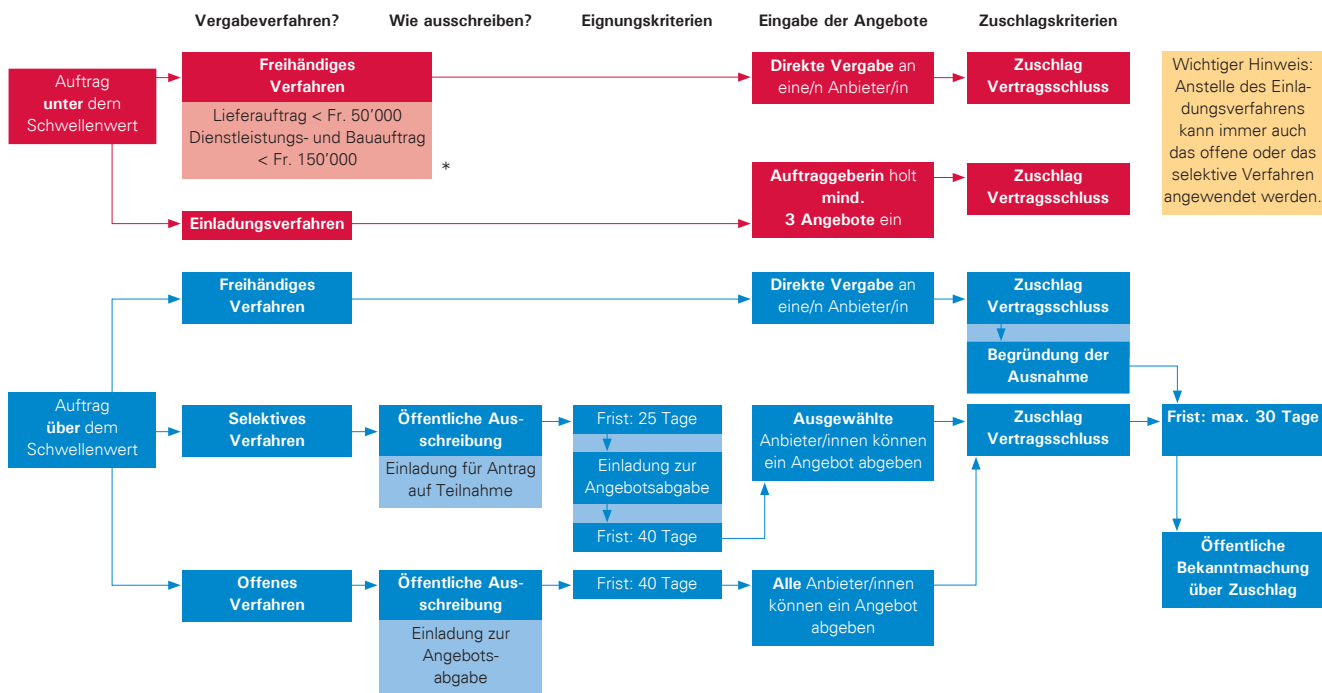 Vergabeverfahren?
Wie ausschreiben?
Eignungskriterien
Eingabe der Angebote
Zuschlagskriterien
Auftrag
unter dem
Schwellenwert
Freihändiges
Verfahren
Lieferauftrag < Fr. 50’000
Dienstleistungs- und Bauauftrag
< Fr. 150’000
*
Direkte Vergabe an
eine/n Anbieter/in
Zuschlag
Vertragsschluss
Wichtiger Hinweis:
Anstelle des Einla-
dungsverfahrens
kann immer auch
das offene oder das
selektive Verfahren
angewendet werden.
Einladungsverfahren
Auftraggeberin holt
mind.
3 Angebote ein
Zuschlag
Vertragsschluss
Auftrag
über dem
Schwellenwert
Freihändiges
Verfahren
Direkte Vergabe an
eine/n Anbieter/in
Zuschlag
Vertragsschluss
Begründung der
Ausnahme
Selektives
Verfahren
Öffentliche Aus-
schreibung
Einladung für Antrag
auf Teilnahme
Frist: 25 Tage
Einladung zur
Angebotsabgabe
Frist: 40 Tage
Ausgewählte
Anbieter/innen können
ein Angebot abgeben
Zuschlag
Vertragsschluss
Frist: max. 30 Tage
Öffentliche
Bekanntmachung
über Zuschlag
Offenes
Verfahren
Öffentliche Aus-
schreibung
Einladung zur
Angebots-
abgabe
Frist: 40 Tage
Alle Anbieter/innen
können ein Angebot
abgeben